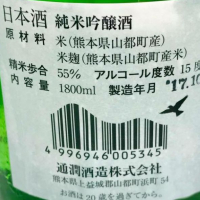 日本酒 純米吟醸酒
原材料 米(熊本県山都町産)
米麹(熊本県山都町産米)
精米歩合 55% アルコール度数 15度
内容量 1800ml 製造年月 '17.10
4996946005345
通潤酒造株式会社
熊本県上益城郡山都町浜町54
お酒は20歳を過ぎてから。